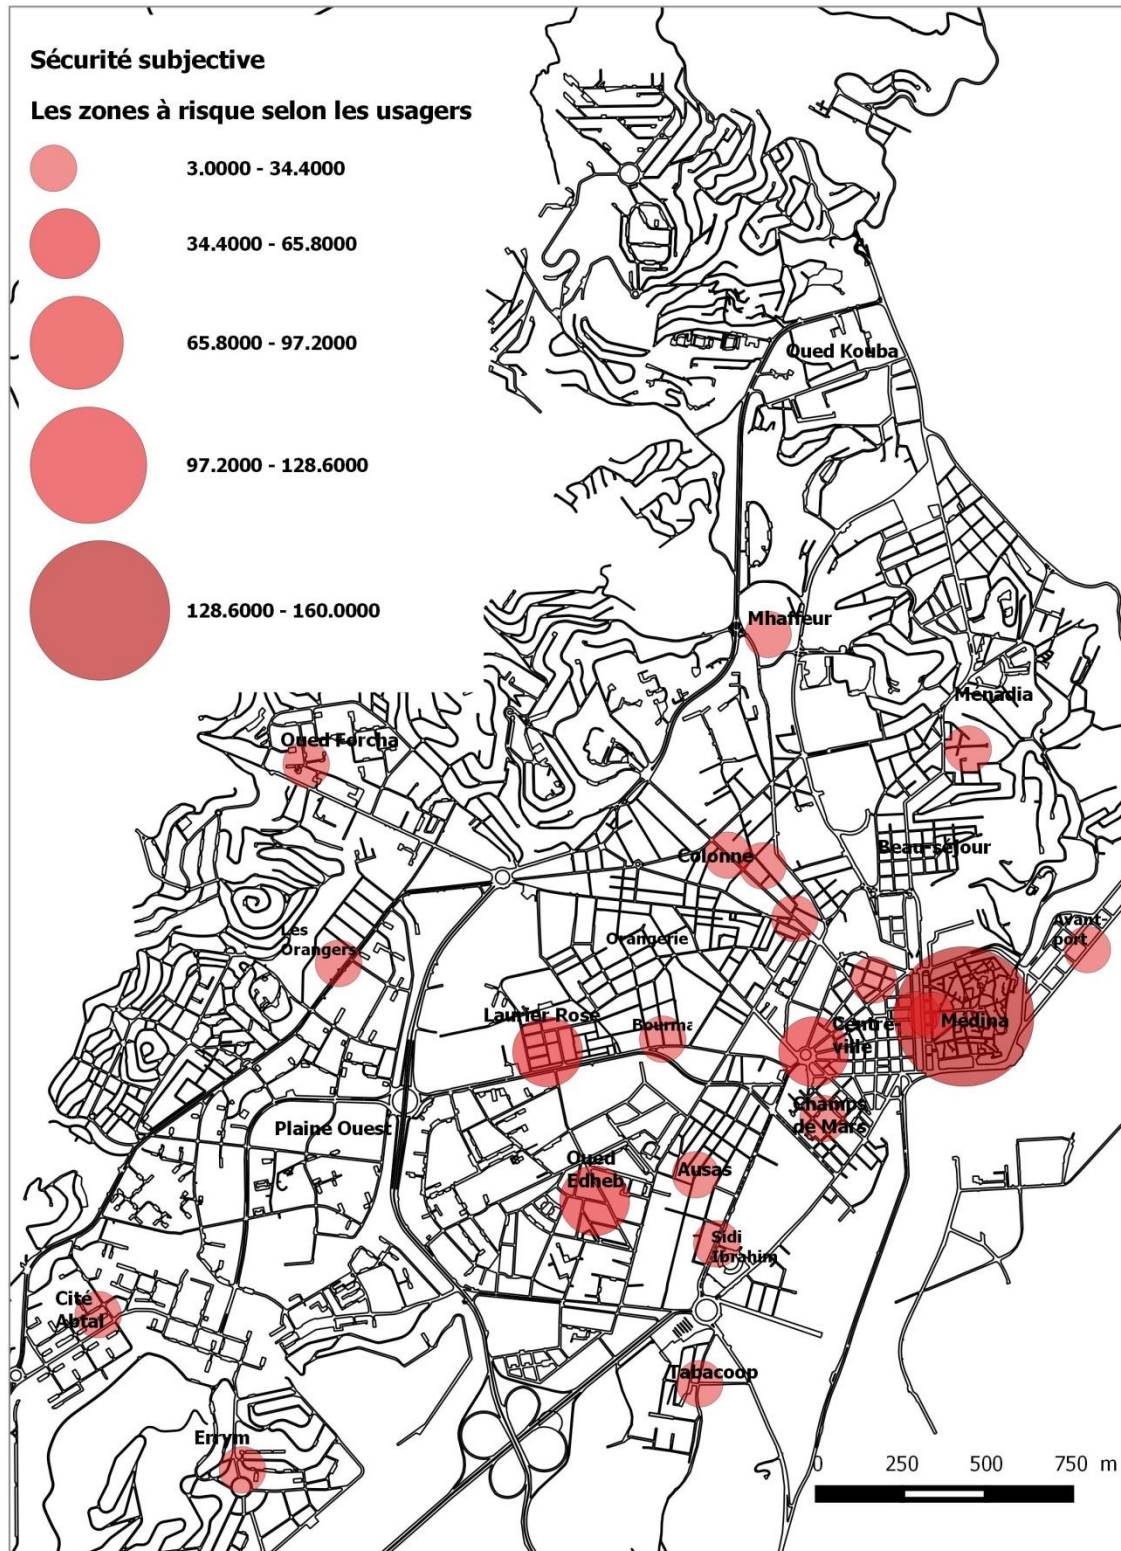 Sécurité subjective
Les zones à risque selon les usagers
3.0000 - 34.4000
34.4000 - 65.8000
65.8000 - 97.2000
97.2000 - 128.6000
128.6000 - 160.0000
Oued Kouba
Mhaffeur
Menadia
Oued Forcha
Colonne
Beau-séjour
Les
Orangers
Orangerie
Avant-
port
Laurier Rose
Bourma
Centre-
ville
Médina
Champs
de Mars
Plaine Ouest
Oued
Edheb
Ausas
Sidi
Ibrahim
Cité
Abtal
Tabacoop
Errym
0 250 500 750 m